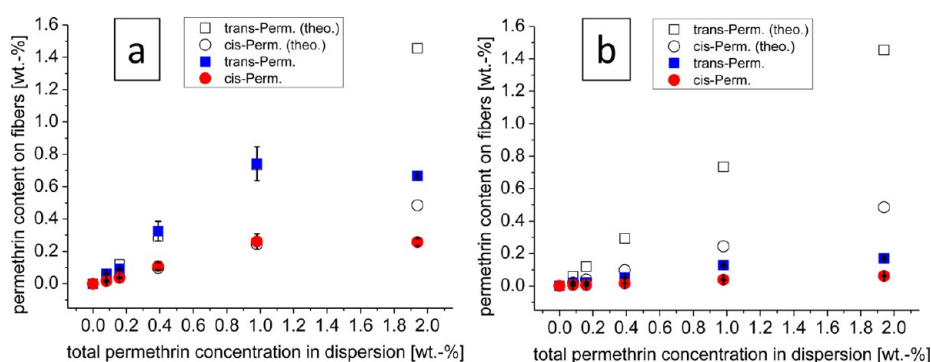 a
trans-Perm. (theo.)
cis-Perm. (theo.)
trans-Perm.
cis-Perm.
permethrin content on fibers [wt.-%]
1.6
1.4
1.2
1.0
0.8
0.6
0.4
0.2
0.0
0.0 0.2 0.4 0.6 0.8 1.0 1.2 1.4 1.6 1.8 2.0
total permethrin concentration in dispersion [wt.-%]
b
trans-Perm. (theo.)
cis-Perm. (theo.)
trans-Perm.
cis-Perm.
permethrin content on fibers [wt.-%]
1.6
1.4
1.2
1.0
0.8
0.6
0.4
0.2
0.0
0.0 0.2 0.4 0.6 0.8 1.0 1.2 1.4 1.6 1.8 2.0
total permethrin concentration in dispersion [wt.-%]